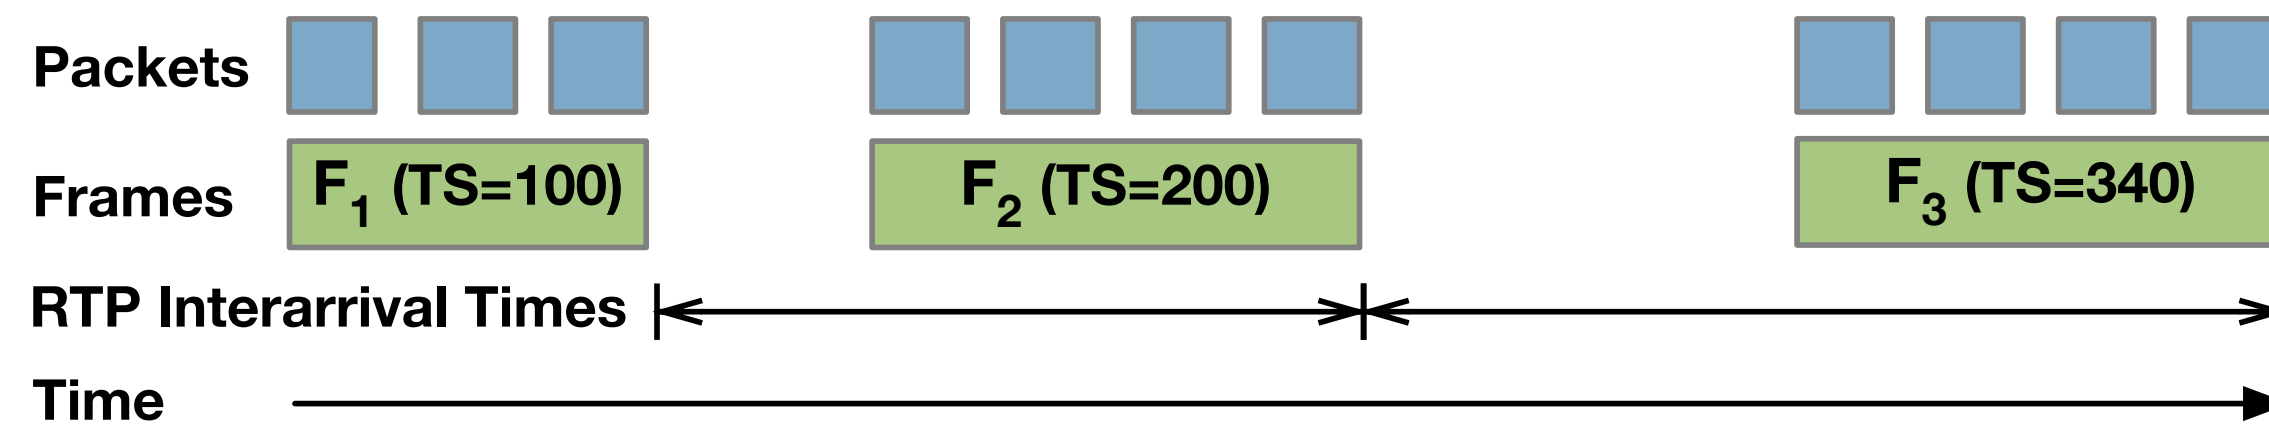 Packets
Frames F₁ (TS=100) F₂ (TS=200) F₃ (TS=340)
RTP Interarrival Times
Time